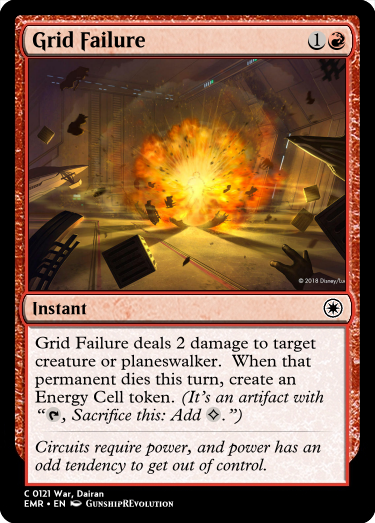 Grid Failure 1
© 2018 Disney/Lu
Instant
Grid Failure deals 2 damage to target
creature or planeswalker. When that
permanent dies this turn, create an
Energy Cell token. (It's an artifact with
“, Sacrifice this: Add .”)
Circuits require power, and power has an
odd tendency to get out of control.
C 0121 War, Dairan
EMR • EN GunshipRevolution